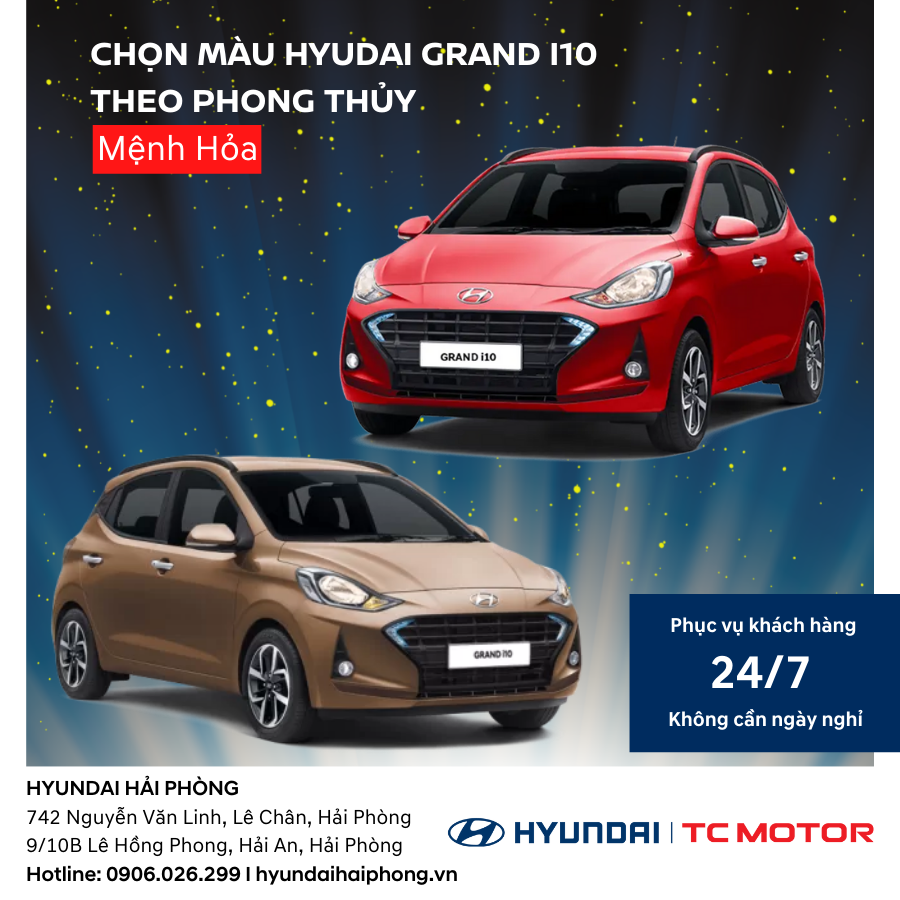 CHỌN MÀU HYUDAI GRAND I10
THEO PHONG THỦY
Mệnh Hỏa
GRAND i10
GRAND i10
Phục vụ khách hàng
24/7
Không cần ngày nghỉ
HYUNDAI HẢI PHÒNG
742 Nguyễn Văn Linh, Lê Chân, Hải Phòng
9/10B Lê Hồng Phong, Hải An, Hải Phòng
Hotline: 0906.026.299 I hyundaihaiphong.vn
HYUNDAI | TC MOTOR